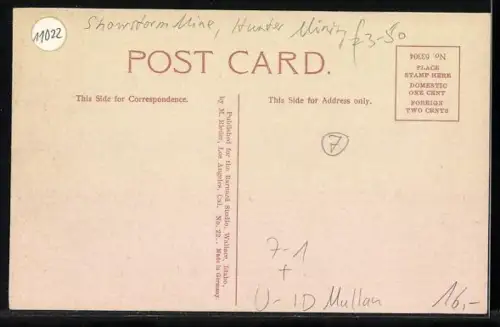 11022
Snowstorm Mine, Hunter Mining
£3-50
POST CARD.
PLACE
STAMP HERE
DOMESTIC
ONE CENT
FOREIGN
TWO CENTS
This Side for Correspondence.
This Side for Address only.
Published for the Barnard Studio, Wallace, Idaho,
by M. Rieder, Los Angeles, Cal. No. 22.. Made in Germany.
7
7-1
+
U-ID Mullan
16,-